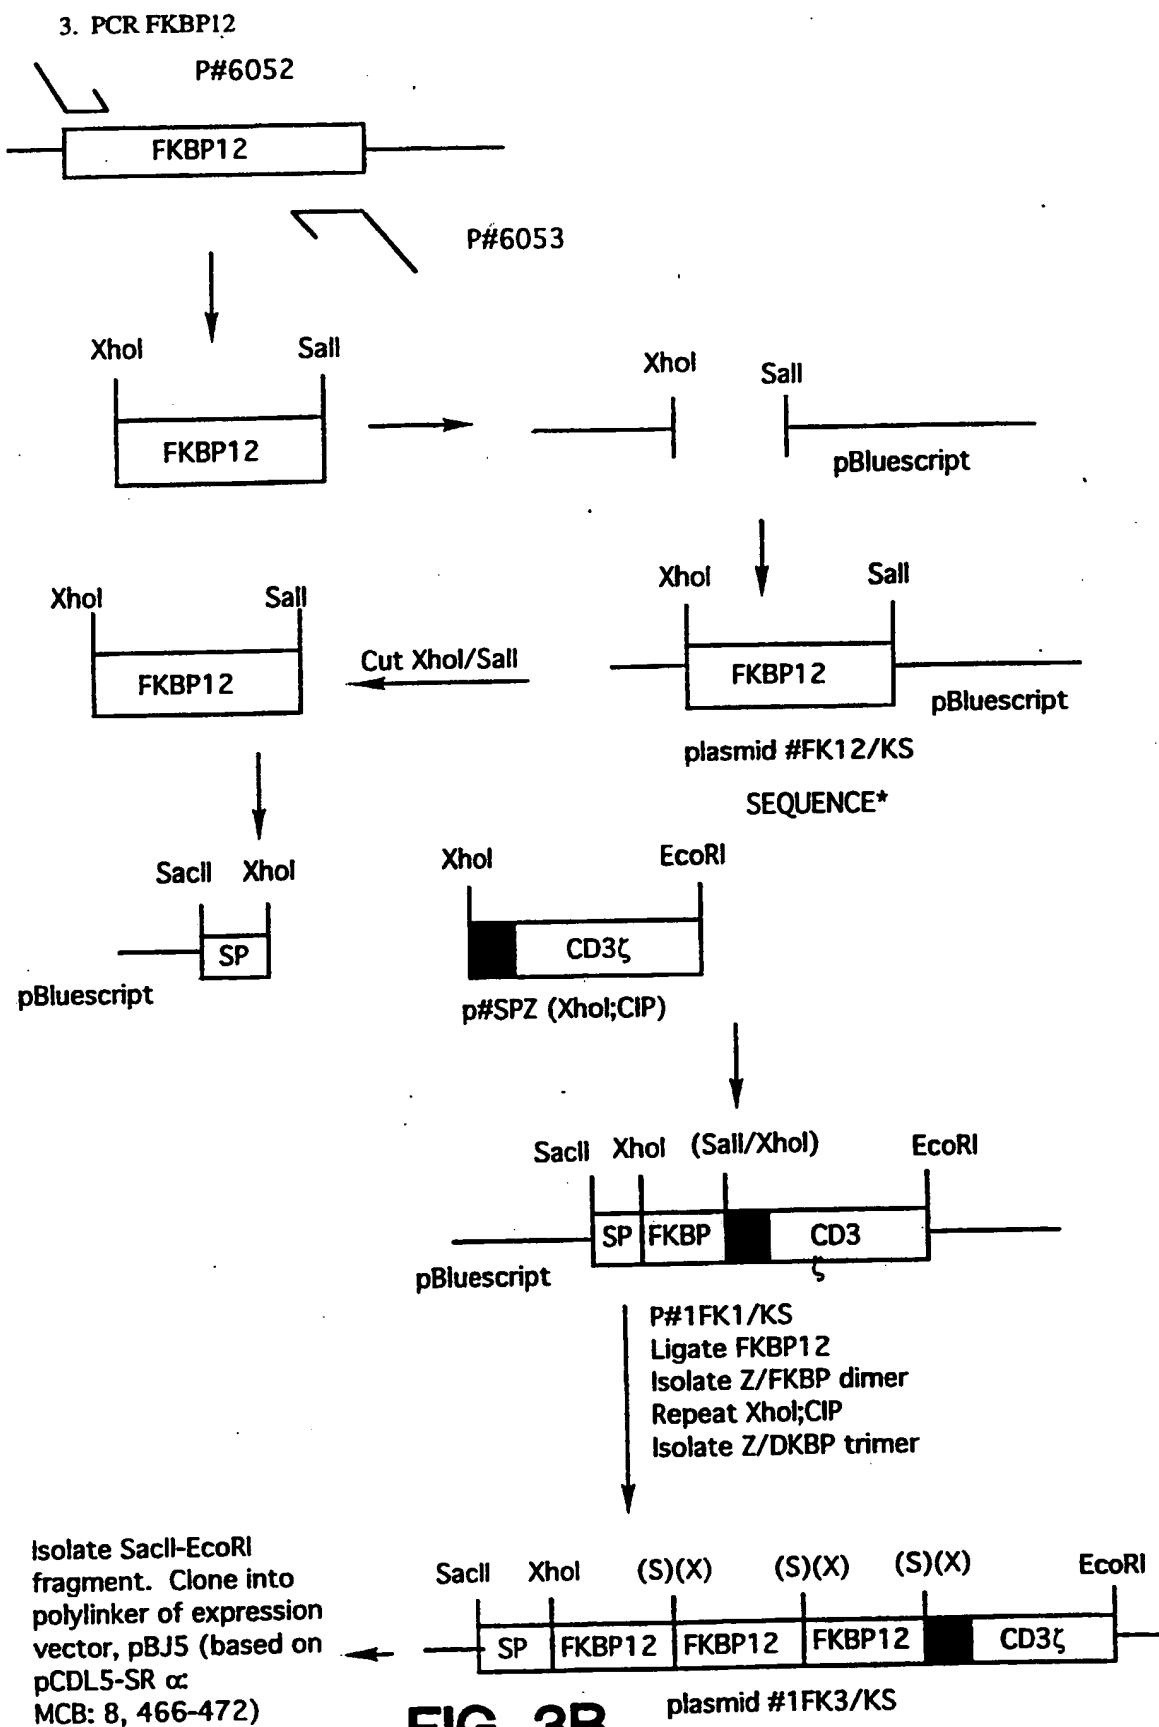 3. PCR FKBP12
P#6052
FKBP12
P#6053
XhoI SalI
FKBP12
XhoI SalI
pBluescript
XhoI SalI
FKBP12
pBluescript
plasmid #FK12/KS
SEQUENCE*
Cut XhoI/SalI
XhoI SalI
FKBP12
SacII XhoI
SP
pBluescript
XhoI EcoRI
CD3ζ
p#SPZ (XhoI;CIP)
SacII XhoI (SalI/XhoI) EcoRI
SP FKBP CD3
ζ
pBluescript
P#1FK1/KS
Ligate FKBP12
Isolate Z/FKBP dimer
Repeat XhoI;CIP
Isolate Z/DKBP trimer
SacII XhoI (S)(X) (S)(X) (S)(X) EcoRI
SP FKBP12 FKBP12 FKBP12 CD3ζ
plasmid #1FK3/KS
Isolate SacII-EcoRI
fragment. Clone into
polylinker of expression
vector, pBJ5 (based on
pCDL5-SR α:
MCB: 8, 466-472)
FIG. 3B